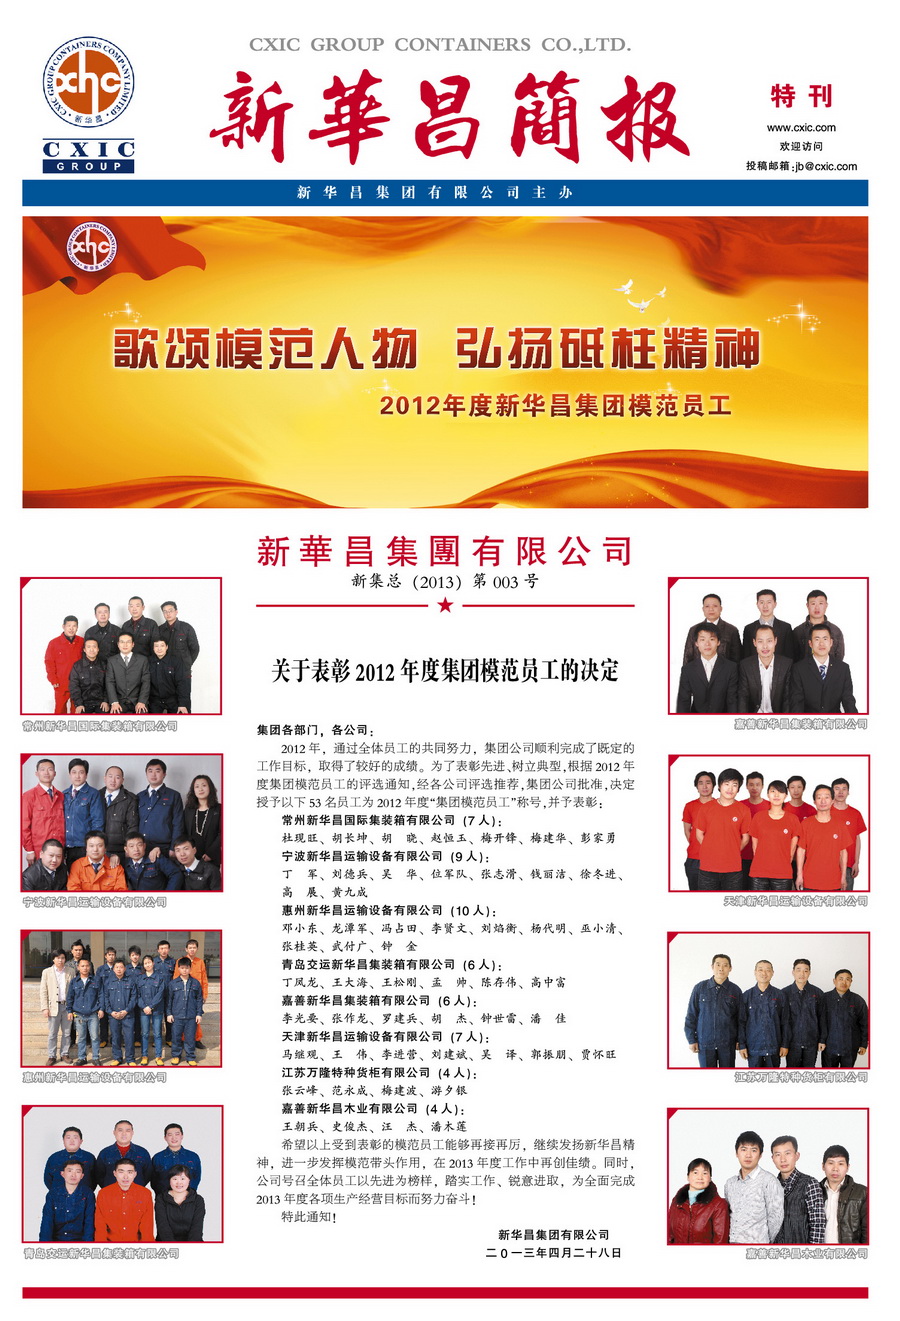 CXIC GROUP CONTAINERS CO.,LTD.
CXIC GROUP CONTAINERS COMPANY LIMITED
xhc
新华昌
CXIC
GROUP
新華昌簡报
特刊
www.cxic.com
欢迎访问
投稿邮箱:jb@cxic.com
新华昌集团有限公司主办
CXIC GROUP CONTAINERS COMPANY LIMITED
xhc
新华昌
歌颂模范人物 弘扬砥柱精神
2012年度新华昌集团模范员工
新華昌集團有限公司
新集总（2013）第 003 号
关于表彰 2012 年度集团模范员工的决定
集团各部门，各公司：
2012 年，通过全体员工的共同努力，集团公司顺利完成了既定的
工作目标，取得了较好的成绩。为了表彰先进、树立典型，根据 2012 年
度集团模范员工的评选通知，经各公司评选推荐，集团公司批准，决定
授予以下 53 名员工为 2012 年度“集团模范员工”称号，并予表彰：
常州新华昌国际集装箱有限公司（7 人）：
杜现旺、胡长坤、胡 晓、赵恒玉、梅开锋、梅建华、彭家勇
宁波新华昌运输设备有限公司（9 人）：
丁 军、刘德兵、吴 华、位军队、张志滑、钱丽洁、徐冬进、
高 展、黄九成
惠州新华昌运输设备有限公司（10 人）：
邓小东、龙潭军、冯占田、李贤文、刘焰衡、杨代明、巫小清、
张桂英、武付广、钟 金
青岛交运新华昌集装箱有限公司（6 人）：
丁凤龙、王大海、王松刚、孟 帅、陈存伟、高中富
嘉善新华昌集装箱有限公司（6 人）：
李光要、张作龙、罗建兵、胡 杰、钟世雷、潘 佳
天津新华昌运输设备有限公司（7 人）：
马继观、王 伟、李进营、刘建斌、吴 译、郭振朋、贾怀旺
江苏万隆特种货柜有限公司（4 人）：
张云峰、范永成、梅建波、游夕银
嘉善新华昌木业有限公司（4 人）：
王朝兵、史俊杰、汪 杰、潘木莲
希望以上受到表彰的模范员工能够再接再厉，继续发扬新华昌精
神，进一步发挥模范带头作用，在 2013 年度工作中再创佳绩。同时，
公司号召全体员工以先进为榜样，踏实工作、锐意进取，为全面完成
2013 年度各项生产经营目标而努力奋斗！
特此通知！
新华昌集团有限公司
二〇一三年四月二十八日
常州新华昌国际集装箱有限公司
宁波新华昌运输设备有限公司
惠州新华昌运输设备有限公司
青岛交运新华昌集装箱有限公司
嘉善新华昌集装箱有限公司
天津新华昌运输设备有限公司
江苏万隆特种货柜有限公司
嘉善新华昌木业有限公司